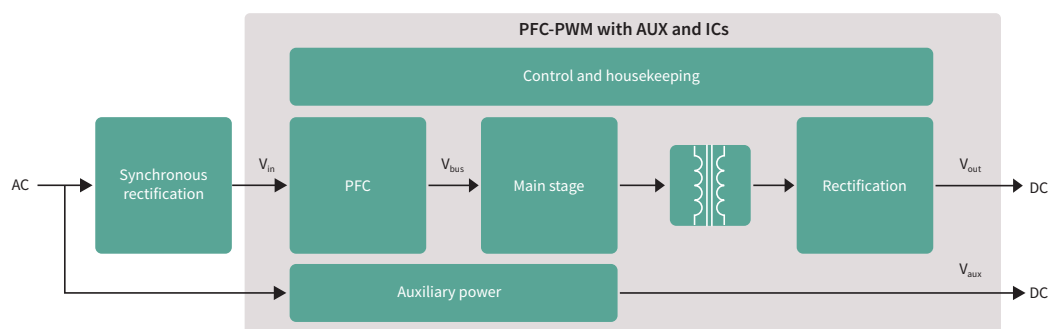 PFC-PWM with AUX and ICs
Control and housekeeping
AC
Synchronous
rectification
Vin
PFC
Vbus
Main stage
Rectification
Vout
DC
Auxiliary power
Vaux
DC